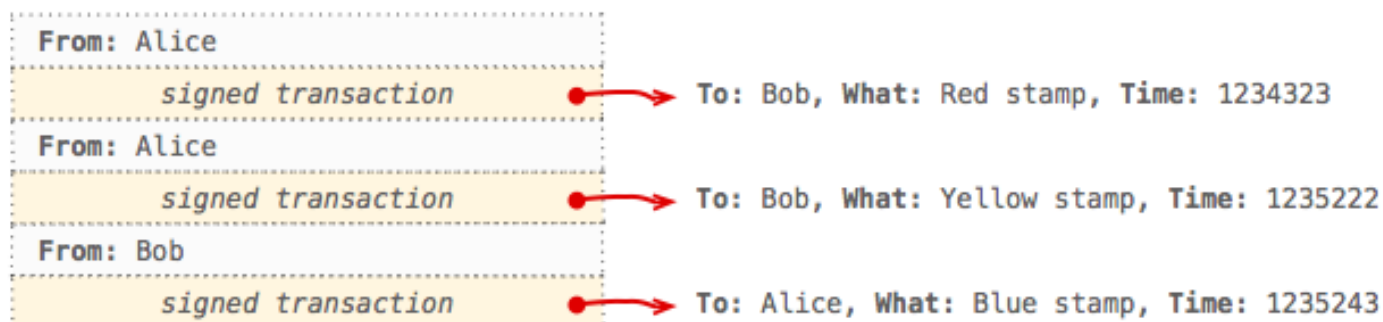 From: Alice
signed transaction To: Bob, What: Red stamp, Time: 1234323
From: Alice
signed transaction To: Bob, What: Yellow stamp, Time: 1235222
From: Bob
signed transaction To: Alice, What: Blue stamp, Time: 1235243